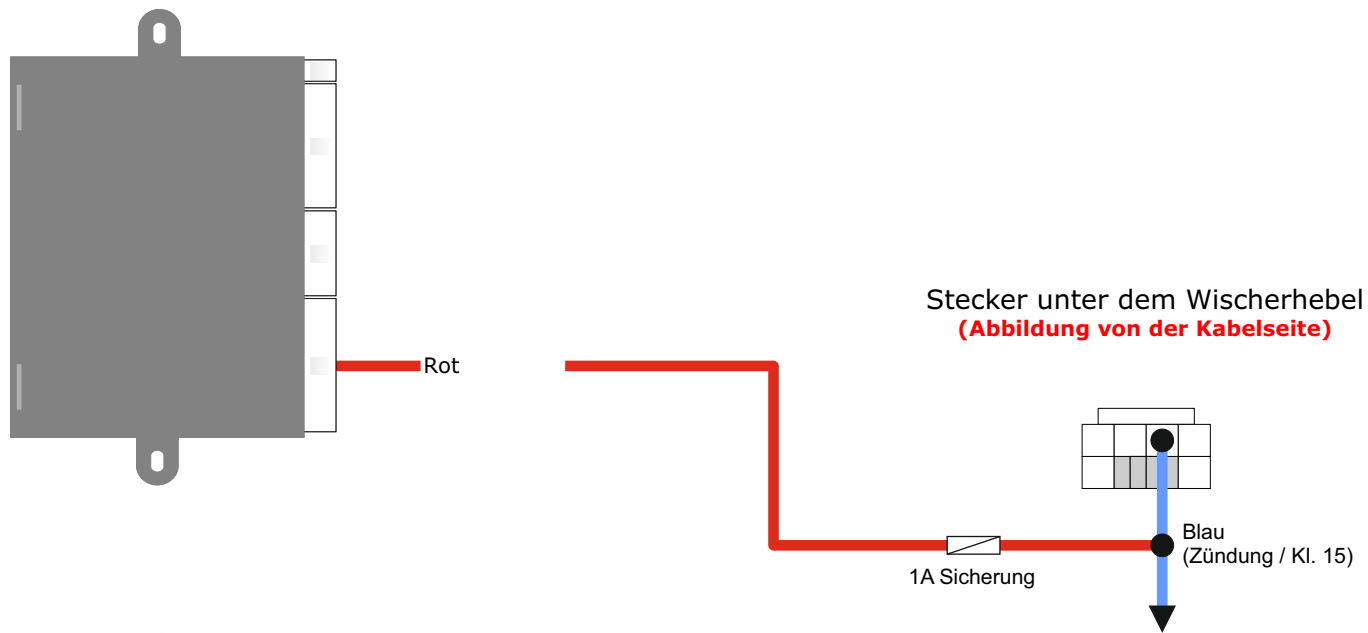 Stecker unter dem Wischerhebel
(Abbildung von der Kabelseite)
Rot
Blau
(Zündung / Kl. 15)
1A Sicherung